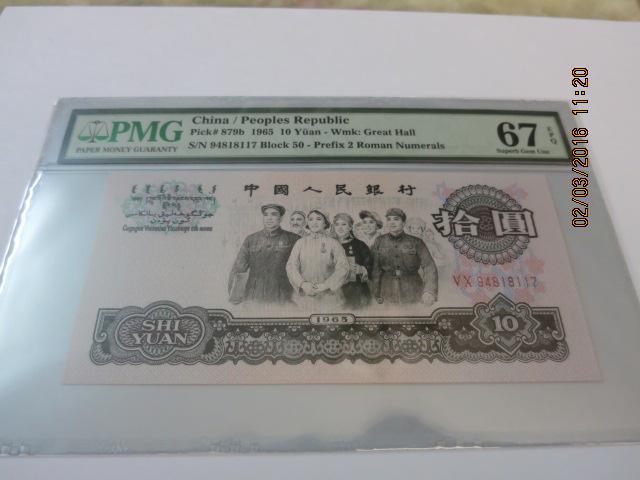 PMG
PAPER MONEY GUARANTY
China / Peoples Republic
Pick# 879b 1965 10 Yüan - Wmk: Great Hall
S/N 94818117 Block 50 - Prefix 2 Roman Numerals
67 EPQ
Superb Gem Unc
中國人民銀行
拾圓
VX 94818117
1965
SHI
YUAN
10
02/03/2016 11:20